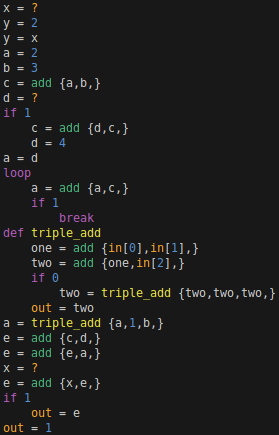 x = ?
y = 2
y = x
a = 2
b = 3
c = add {a,b,}
d = ?
if 1
    c = add {d,c,}
    d = 4
a = d
loop
    a = add {a,c,}
    if 1
        break
def triple_add
    one = add {in[0],in[1],}
    two = add {one,in[2],}
    if 0
        two = triple_add {two,two,two,}
    out = two
a = triple_add {a,1,b,}
e = add {c,d,}
e = add {e,a,}
x = ?
e = add {x,e,}
if 1
    out = e
out = 1